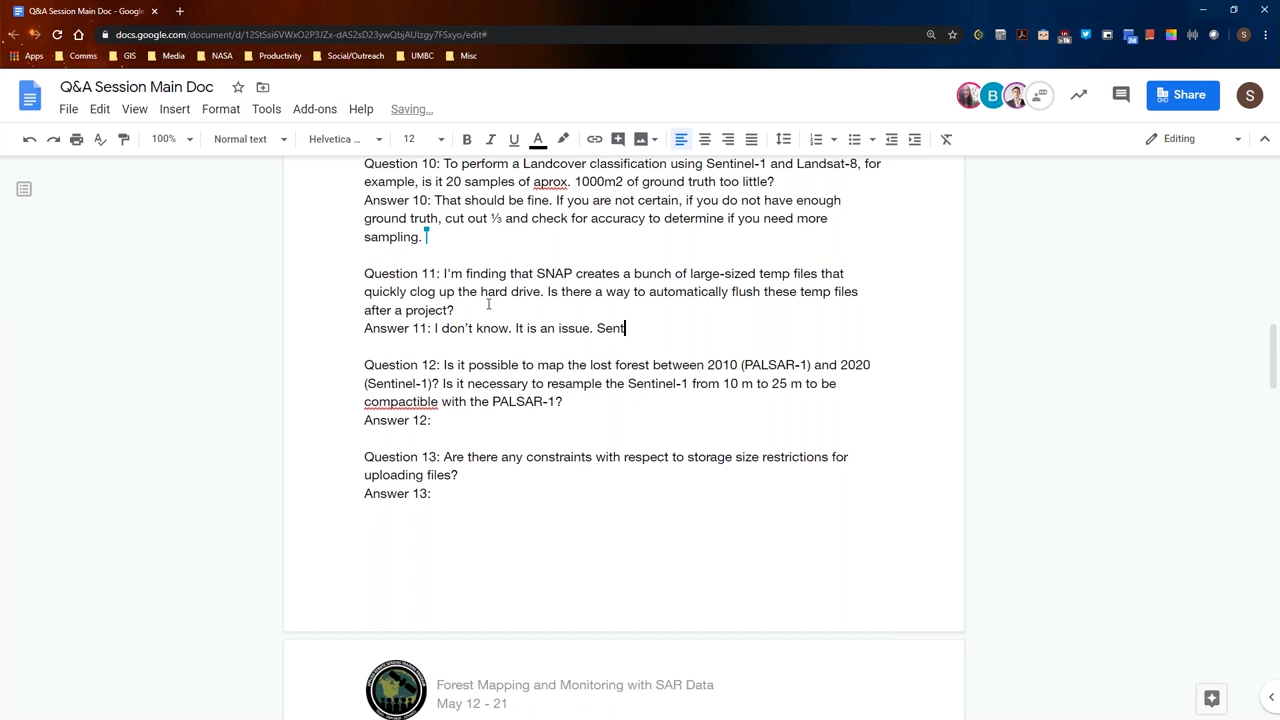 Q&A Session Main Doc - Google
docs.google.com/document/d/12StSsi6VWxO2P3JZx-dAS2sD23ywQbjAUIzgy7FSxyo/edit#
Apps Comms GIS Media NASA Productivity Social/Outreach UMBC Misc
Q&A Session Main Doc
File Edit View Insert Format Tools Add-ons Help Saving...
B Share S
100% Normal text Helvetica ... 12 B I U A Editing
Question 10: To perform a Landcover classification using Sentinel-1 and Landsat-8, for
example, is it 20 samples of aprox. 1000m2 of ground truth too little?
Answer 10: That should be fine. If you are not certain, if you do not have enough
ground truth, cut out ⅓ and check for accuracy to determine if you need more
sampling.
Question 11: I'm finding that SNAP creates a bunch of large-sized temp files that
quickly clog up the hard drive. Is there a way to automatically flush these temp files
after a project?
Answer 11: I don't know. It is an issue. Sent
Question 12: Is it possible to map the lost forest between 2010 (PALSAR-1) and 2020
(Sentinel-1)? Is it necessary to resample the Sentinel-1 from 10 m to 25 m to be
compactible with the PALSAR-1?
Answer 12:
Question 13: Are there any constraints with respect to storage size restrictions for
uploading files?
Answer 13:
Forest Mapping and Monitoring with SAR Data
May 12 - 21